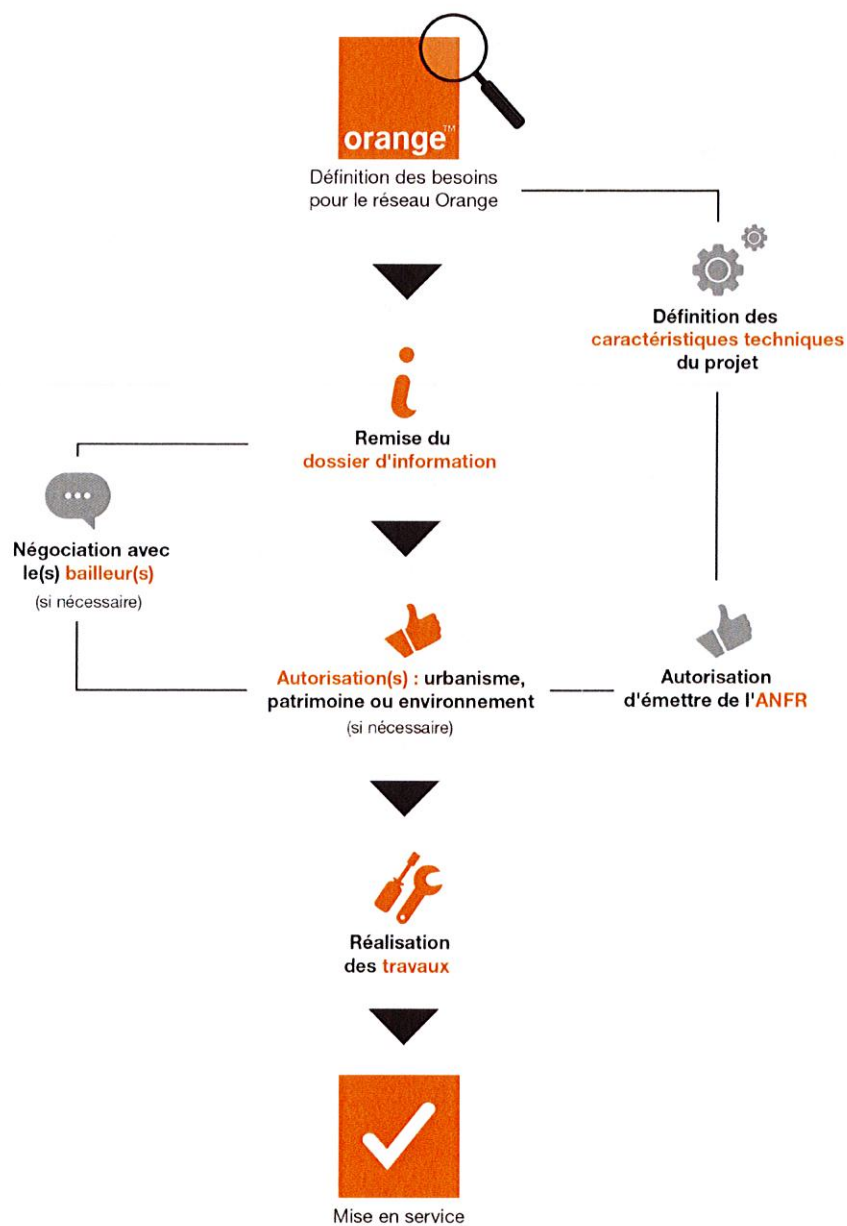 orange™
Définition des besoins
pour le réseau Orange
Définition des
caractéristiques techniques
du projet
Remise du
dossier d'information
Négociation avec
le(s) bailleur(s)
(si nécessaire)
Autorisation(s) : urbanisme,
patrimoine ou environnement
(si nécessaire)
Autorisation
d'émettre de l'ANFR
Réalisation
des travaux
Mise en service